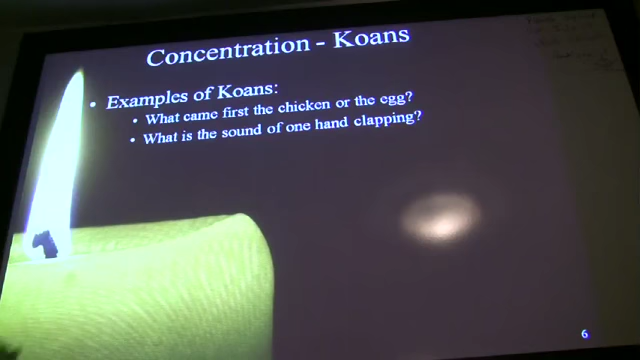 Concentration - Koans
• Examples of Koans:
• What came first the chicken or the egg?
• What is the sound of one hand clapping?
6